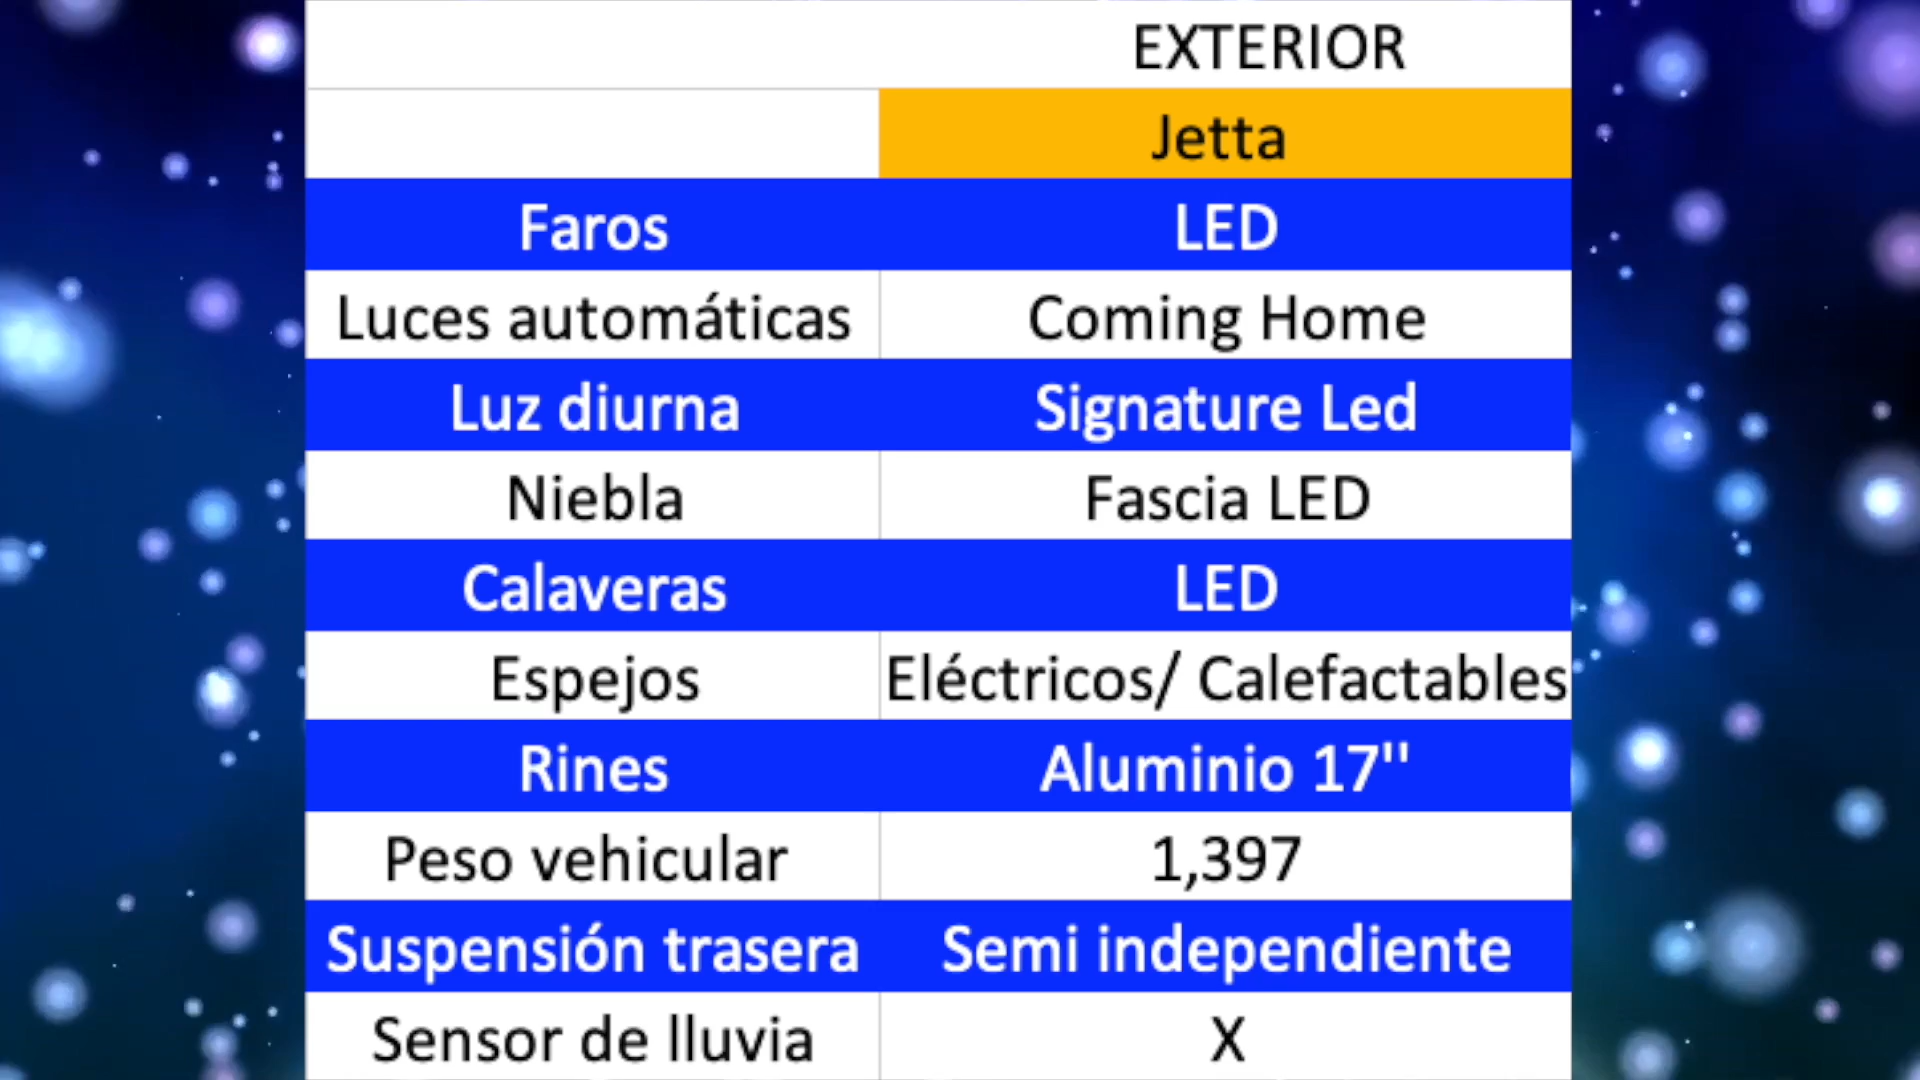 EXTERIOR
Jetta
Faros LED
Luces automáticas Coming Home
Luz diurna Signature Led
Niebla Fascia LED
Calaveras LED
Espejos Eléctricos/ Calefactables
Rines Aluminio 17''
Peso vehicular 1,397
Suspensión trasera Semi independiente
Sensor de lluvia X